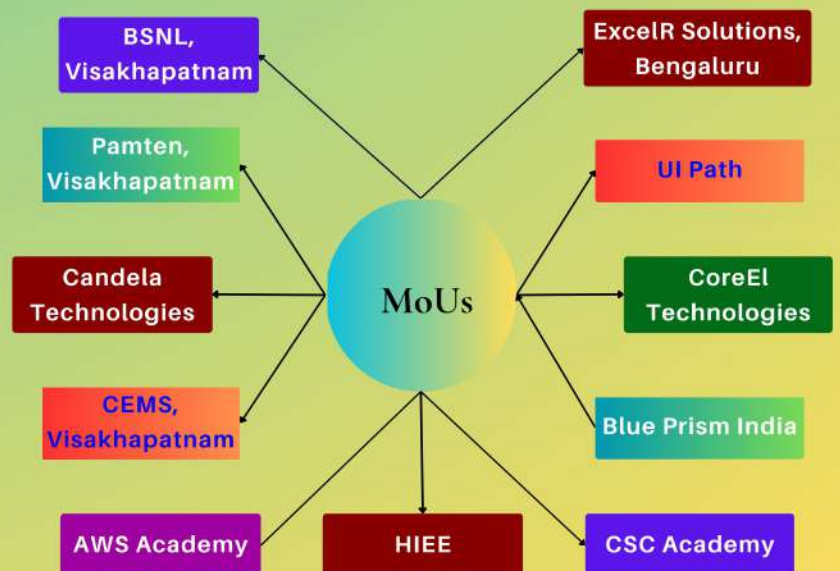 BSNL,
Visakhapatnam
ExcelR Solutions,
Bengaluru
Pamten,
Visakhapatnam
UI Path
Candela
Technologies
MoUs
CoreEl
Technologies
CEMS,
Visakhapatnam
Blue Prism India
AWS Academy
HIEE
CSC Academy